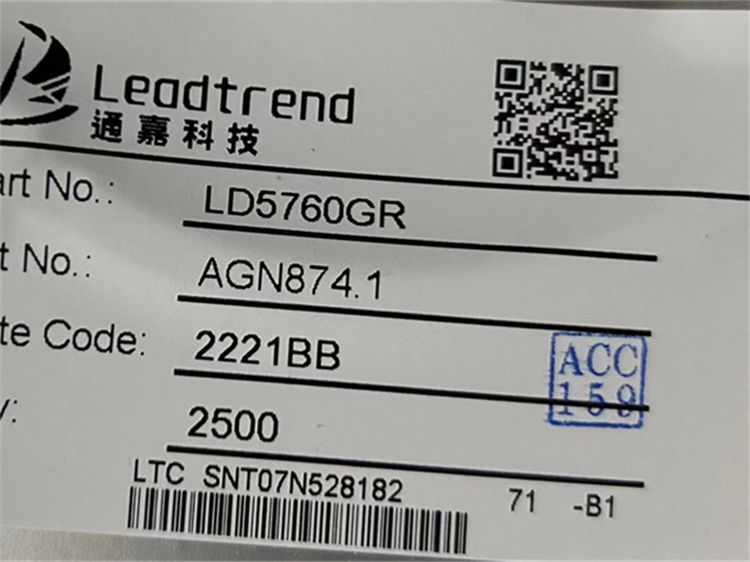 Leadtrend
通嘉科技
art No.: LD5760GR
t No.: AGN874.1
te Code: 2221BB
y: 2500
ACC
159
LTC SNT07N528182 71 -B1